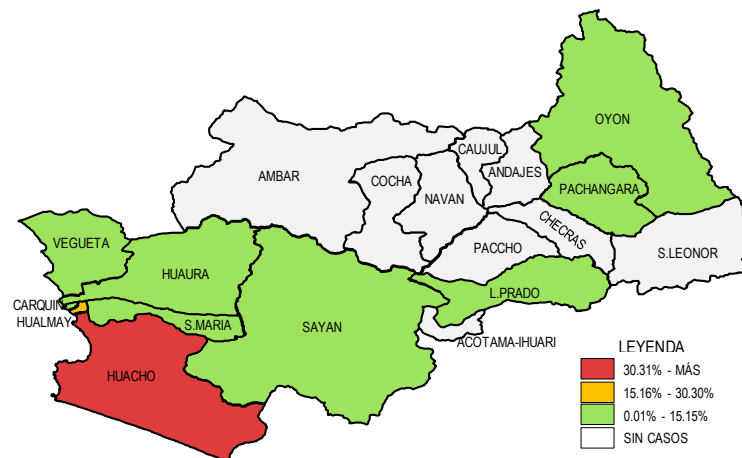 OYON
CAUJUL
ANDAJES
AMBAR
COCHA
NAVAN
PACHANGARA
CHECRAS
VEGUETA
PACCHO
S.LEONOR
HUAURA
L.PRADO
CARQUIN
HUALMAY
S.MARIA
SAYAN
ACOTAMA-IHUARI
HUACHO
LEYENDA
30.31% - MÁS
15.16% - 30.30%
0.01% - 15.15%
SIN CASOS